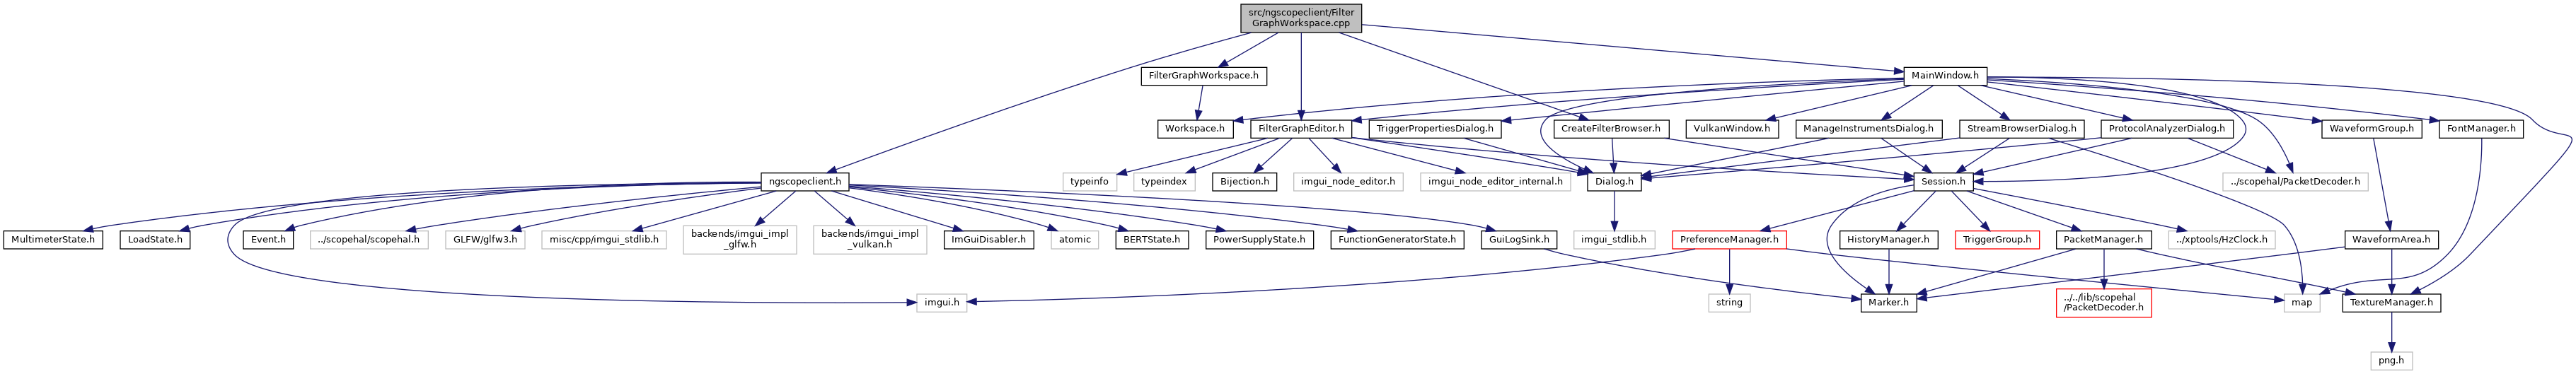 src/ngscopeclient/Filter
GraphWorkspace.cpp
FilterGraphWorkspace.h
MainWindow.h
Workspace.h
FilterGraphEditor.h
TriggerPropertiesDialog.h
CreateFilterBrowser.h
VulkanWindow.h
ManageInstrumentsDialog.h
StreamBrowserDialog.h
ProtocolAnalyzerDialog.h
WaveformGroup.h
FontManager.h
ngscopeclient.h
typeinfo
typeindex
Bijection.h
imgui_node_editor.h
imgui_node_editor_internal.h
Dialog.h
Session.h
../scopehal/PacketDecoder.h
MultimeterState.h
LoadState.h
Event.h
../scopehal/scopehal.h
GLFW/glfw3.h
misc/cpp/imgui_stdlib.h
backends/imgui_impl
_glfw.h
backends/imgui_impl
_vulkan.h
ImGuiDisabler.h
atomic
BERTState.h
PowerSupplyState.h
FunctionGeneratorState.h
GuiLogSink.h
imgui_stdlib.h
PreferenceManager.h
HistoryManager.h
TriggerGroup.h
PacketManager.h
../xptools/HzClock.h
WaveformArea.h
imgui.h
string
Marker.h
../../lib/scopehal
/PacketDecoder.h
map
TextureManager.h
png.h